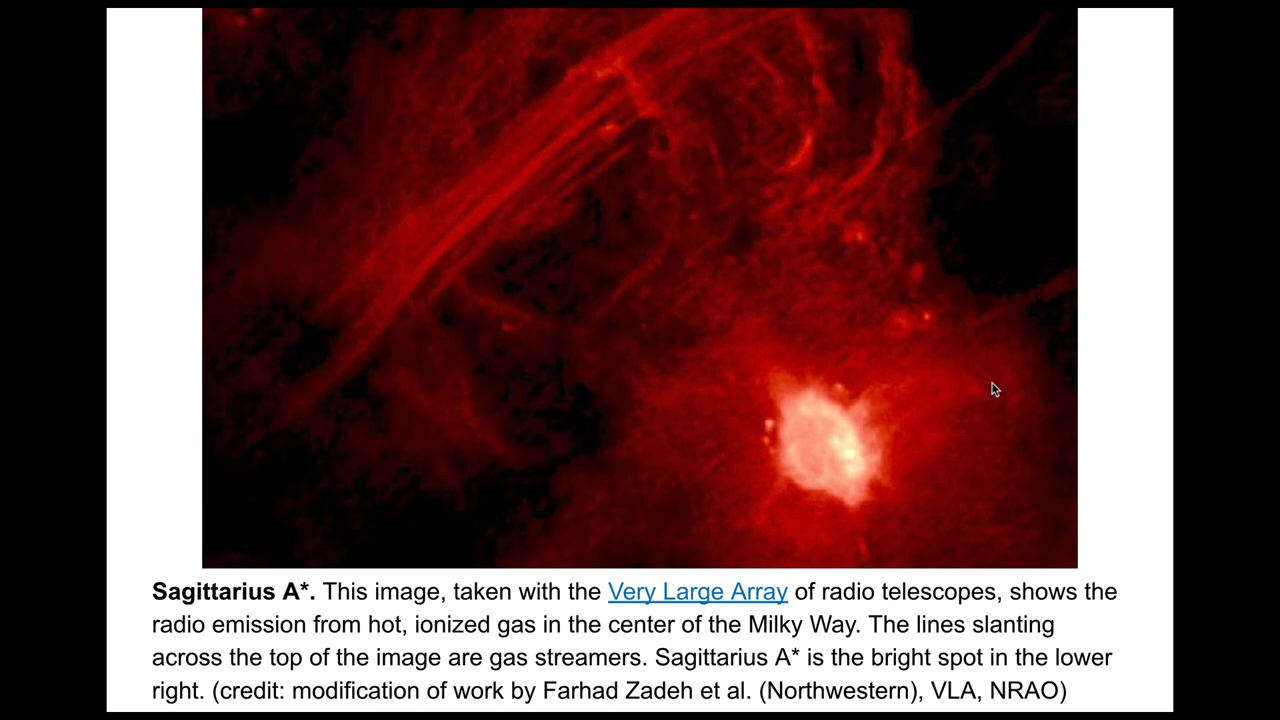 Sagittarius A*. This image, taken with the Very Large Array of radio telescopes, shows the
radio emission from hot, ionized gas in the center of the Milky Way. The lines slanting
across the top of the image are gas streamers. Sagittarius A* is the bright spot in the lower
right. (credit: modification of work by Farhad Zadeh et al. (Northwestern), VLA, NRAO)